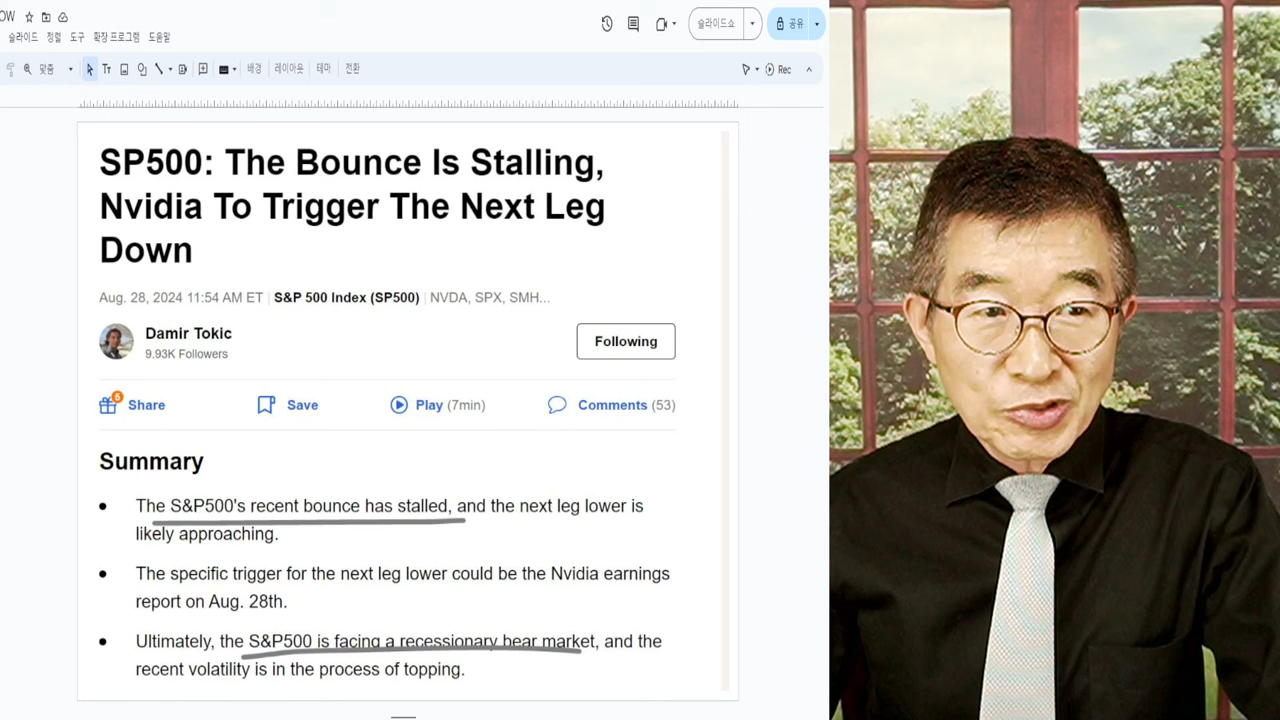 OW
슬라이드 정렬 도구 확장 프로그램 도움말
슬라이드쇼
공유
맞춤
Tr
배경 레이아웃 테마 전환
Rec
SP500: The Bounce Is Stalling,
Nvidia To Trigger The Next Leg
Down
Aug. 28, 2024 11:54 AM ET | S&P 500 Index (SP500) | NVDA, SPX, SMH...
Damir Tokic
9.93K Followers
Following
5
Share
Save
Play (7min)
Comments (53)
Summary
• The S&P500's recent bounce has stalled, and the next leg lower is
likely approaching.
• The specific trigger for the next leg lower could be the Nvidia earnings
report on Aug. 28th.
• Ultimately, the S&P500 is facing a recessionary bear market, and the
recent volatility is in the process of topping.